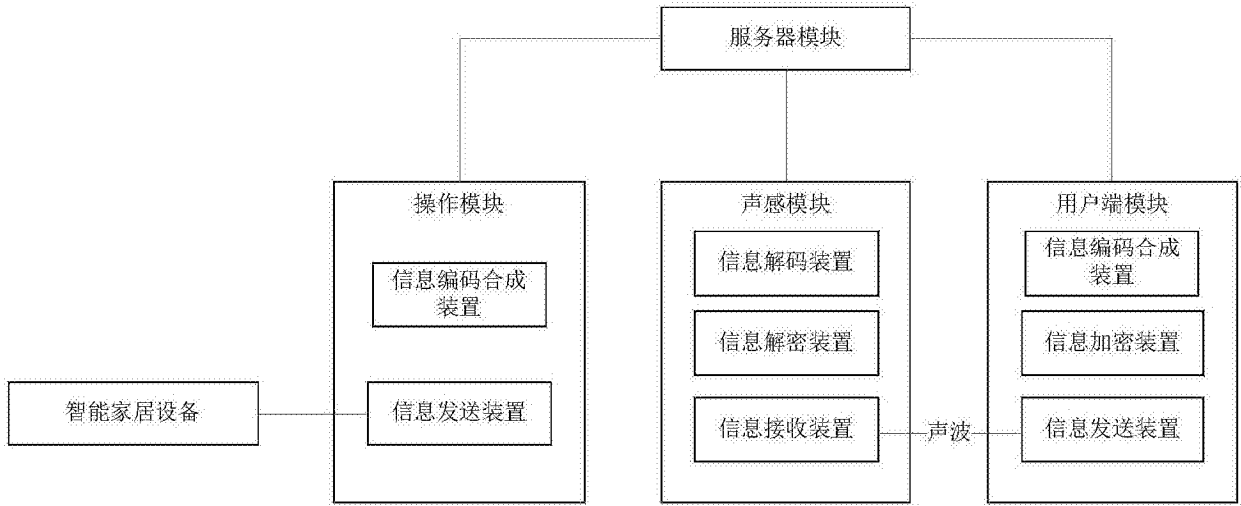 服务器模块
操作模块
信息编码合成
装置
信息发送装置
智能家居设备
声感模块
信息解码装置
信息解密装置
信息接收装置
声波
用户端模块
信息编码合成
装置
信息加密装置
信息发送装置